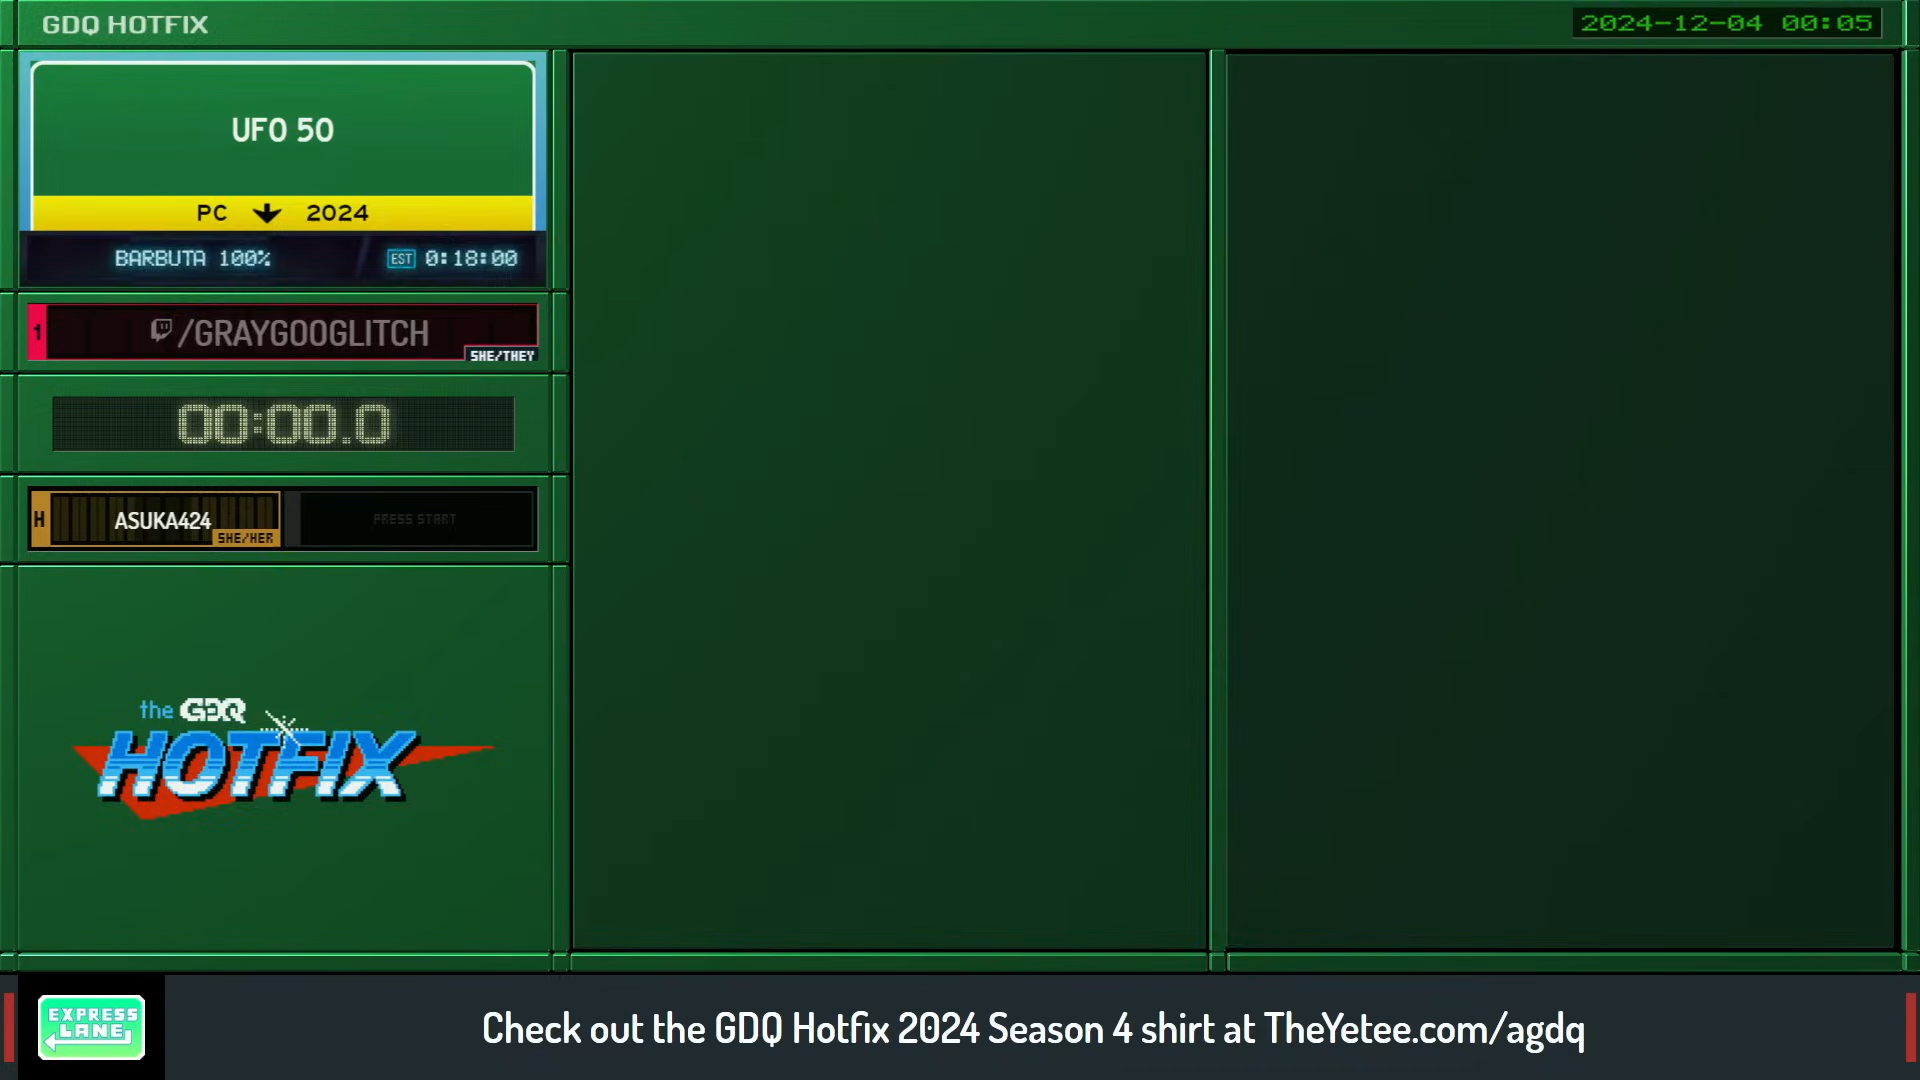 GDQ HOTFIX
2024-12-04 00:05
UFO 50
PC 2024
BARBUTA 100% EST 0:18:00
1 /GRAYGOOGLITCH
SHE/THEY
00:00.0
H ASUKA424
SHE/HER
PRESS START
the GDQ
HOTFIX
EXPRESS
LANE
Check out the GDQ Hotfix 2024 Season 4 shirt at TheYetee.com/agdq